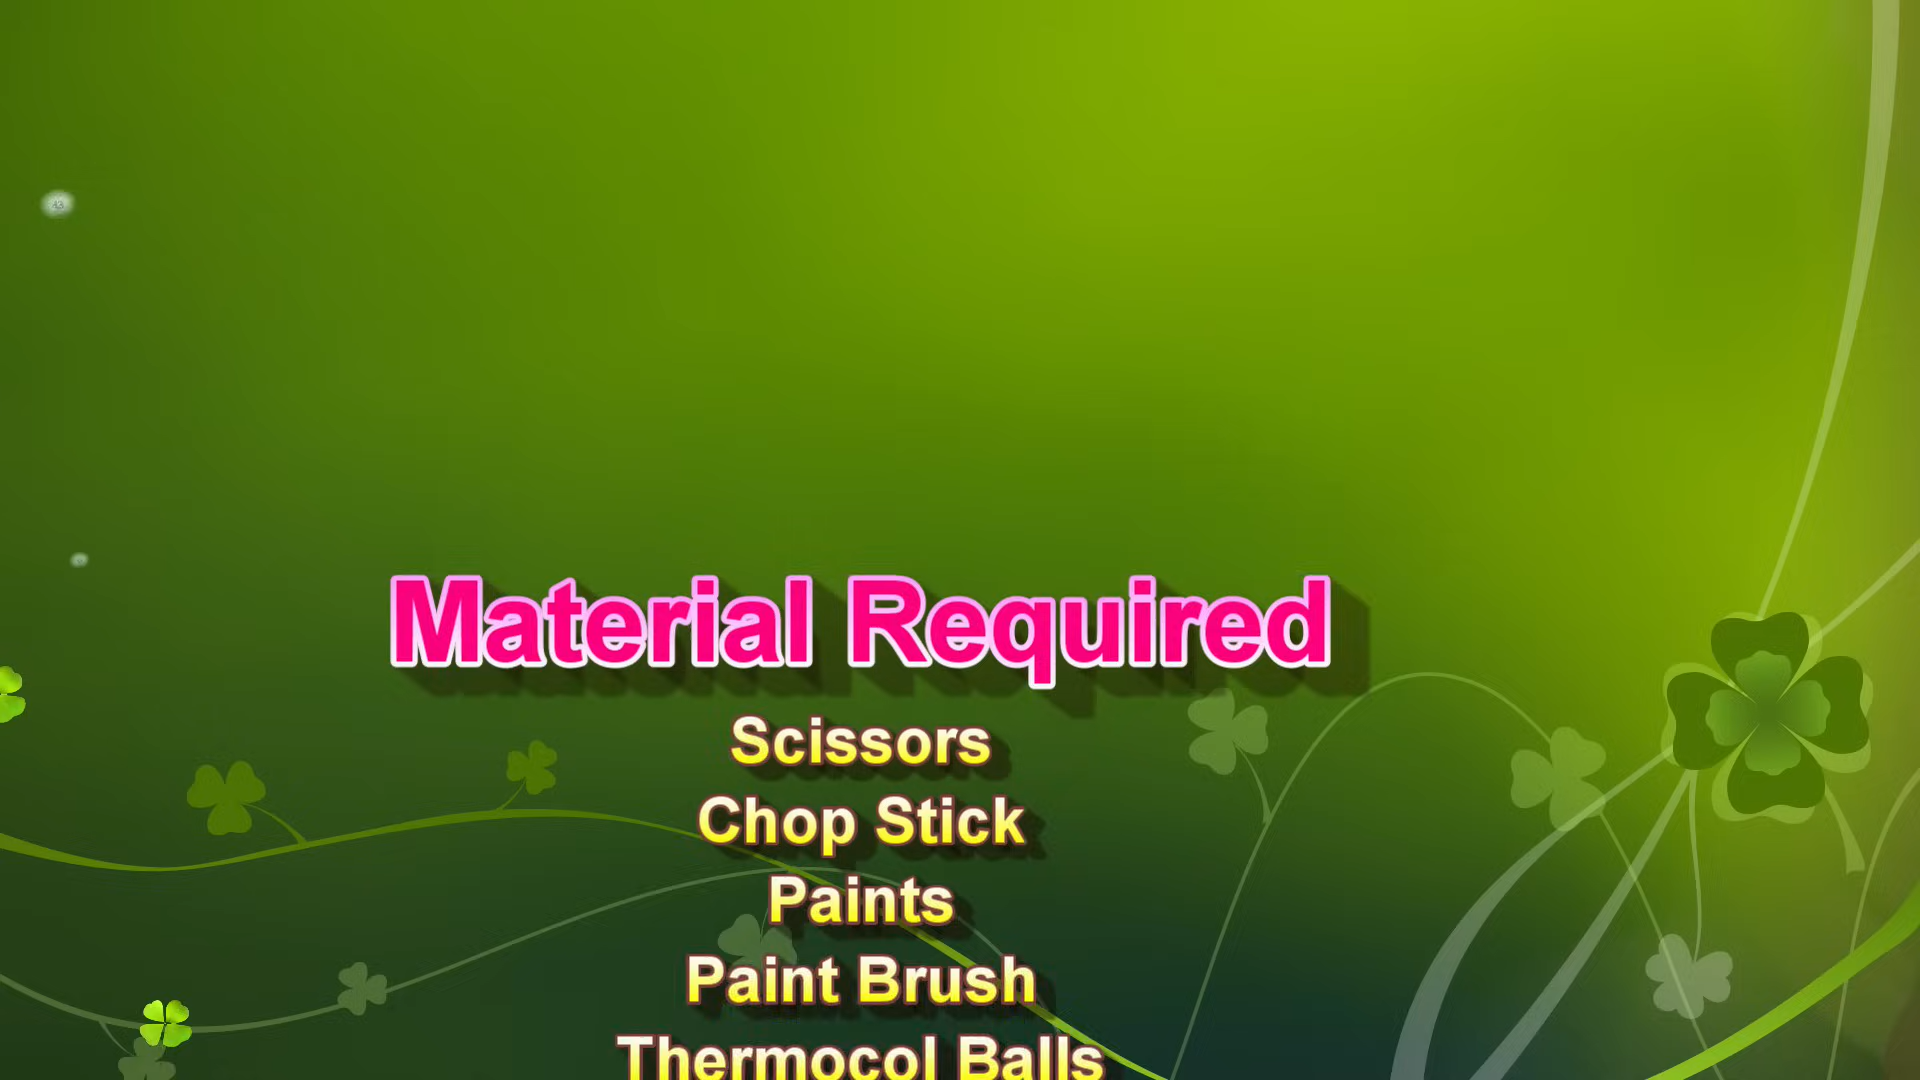 Material Required
Scissors
Chop Stick
Paints
Paint Brush
Thermocol Balls